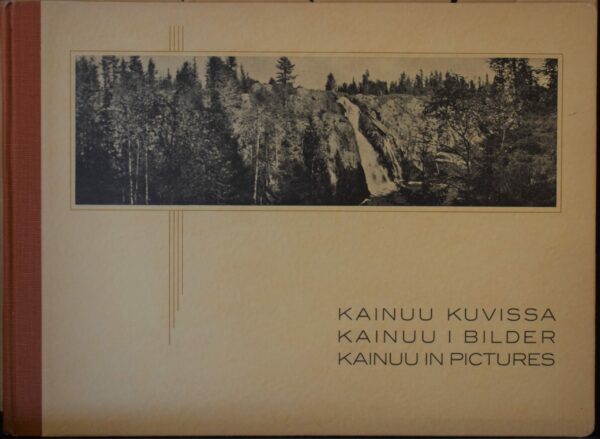 KAINUU KUVISSA
KAINUU I BILDER
KAINUU IN PICTURES